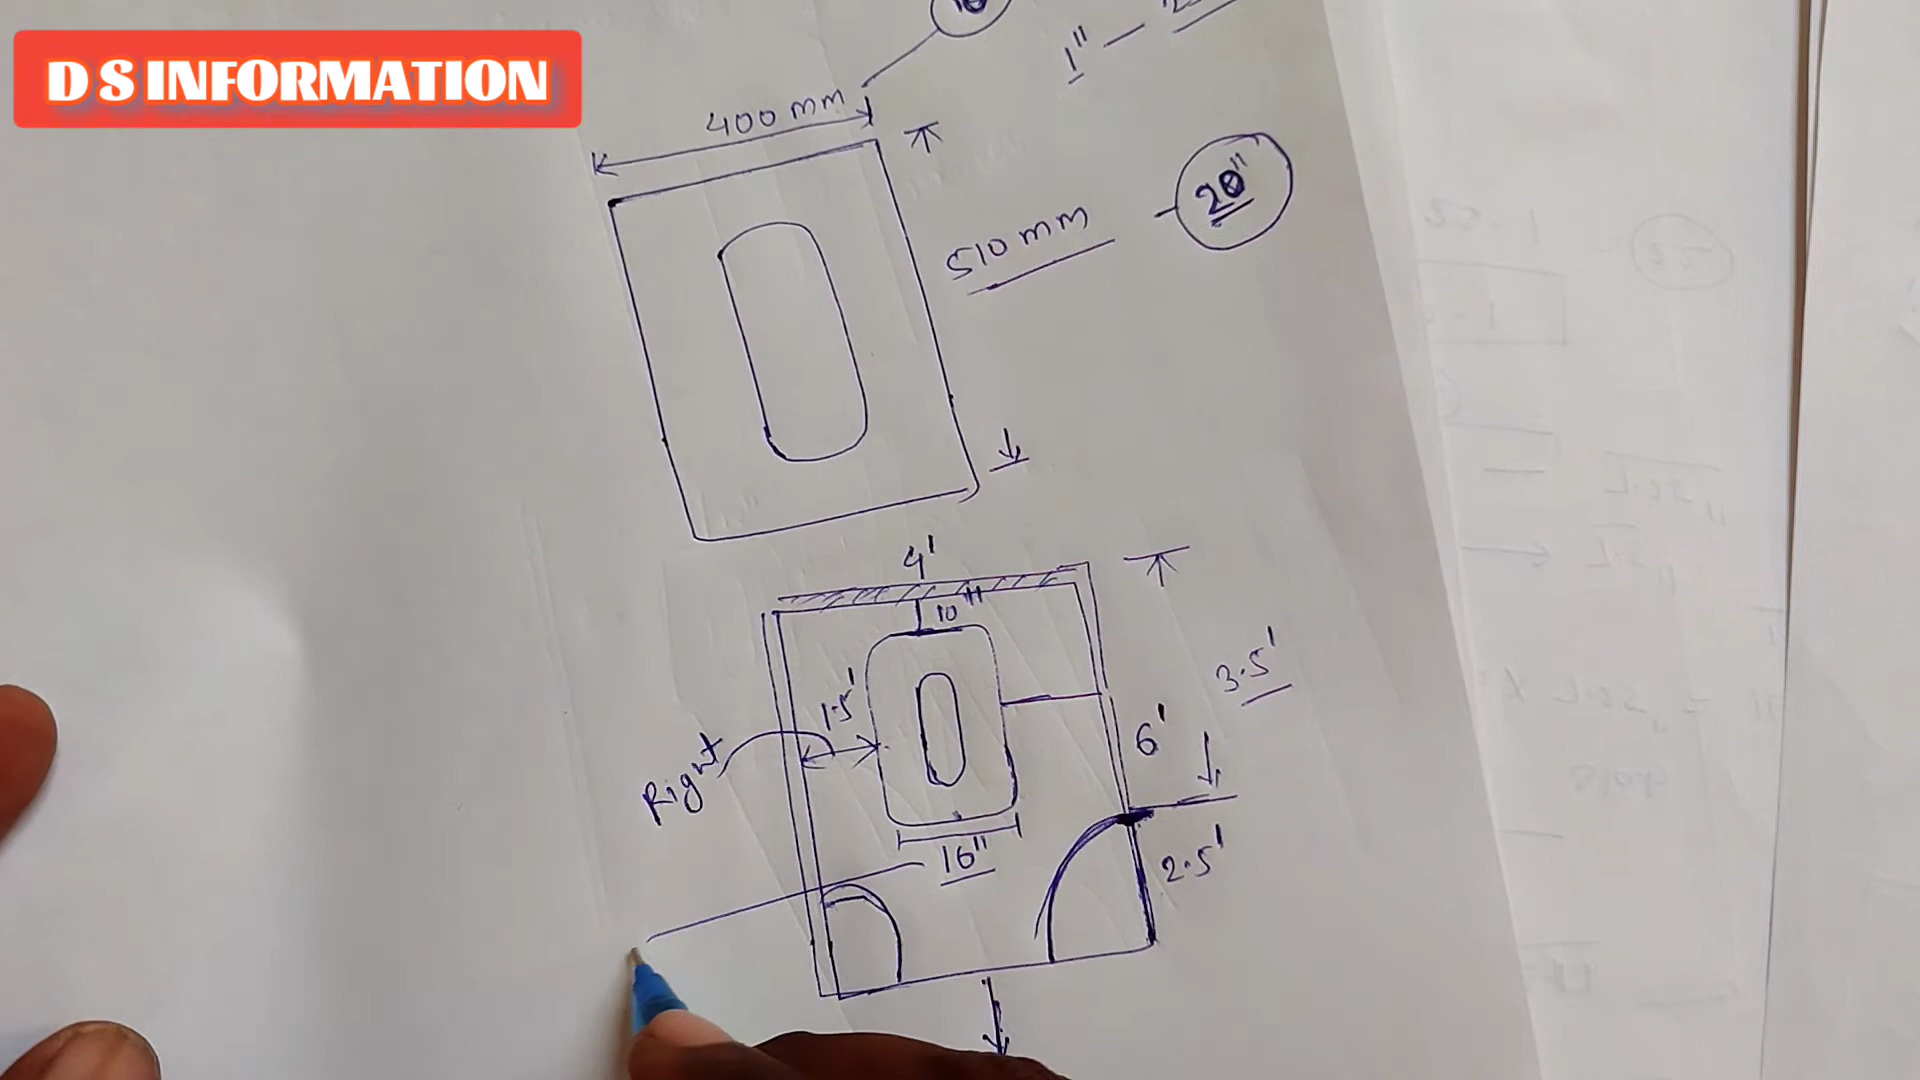 D S INFORMATION
1" —
400 mm
510 mm
20"
4'
10"
1.5'
3.5'
Right
6'
16"
2.5'